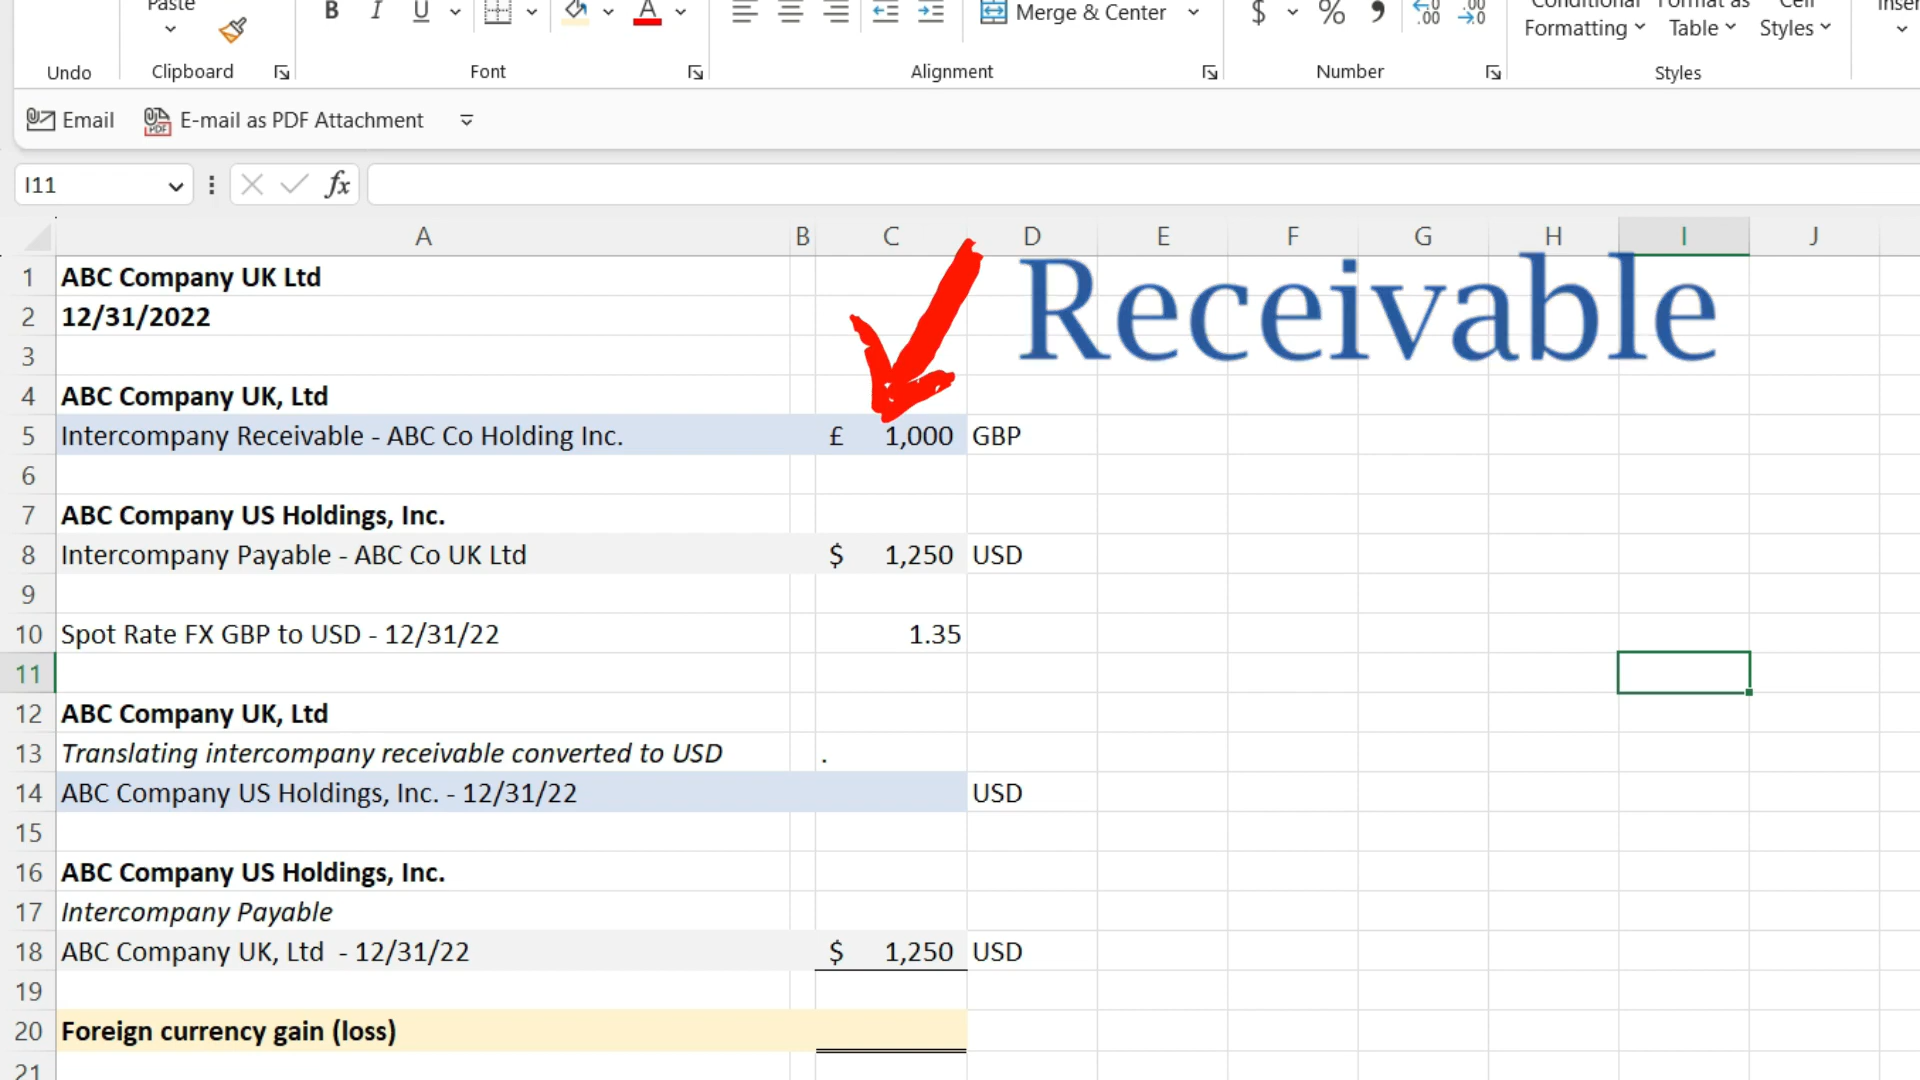 Paste
B I U A Merge & Center $ % 9 .00 .00
Conditional Formatting Format as Table Cell Styles
Undo Clipboard Font Alignment Number Styles
Email E-mail as PDF Attachment
I11 fx
A B C D E F G H I J
Receivable
1 ABC Company UK Ltd
2 12/31/2022
3
4 ABC Company UK, Ltd
5 Intercompany Receivable - ABC Co Holding Inc. £ 1,000 GBP
6
7 ABC Company US Holdings, Inc.
8 Intercompany Payable - ABC Co UK Ltd $ 1,250 USD
9
10 Spot Rate FX GBP to USD - 12/31/22 1.35
11
12 ABC Company UK, Ltd
13 Translating intercompany receivable converted to USD .
14 ABC Company US Holdings, Inc. - 12/31/22 USD
15
16 ABC Company US Holdings, Inc.
17 Intercompany Payable
18 ABC Company UK, Ltd - 12/31/22 $ 1,250 USD
19
20 Foreign currency gain (loss)
21